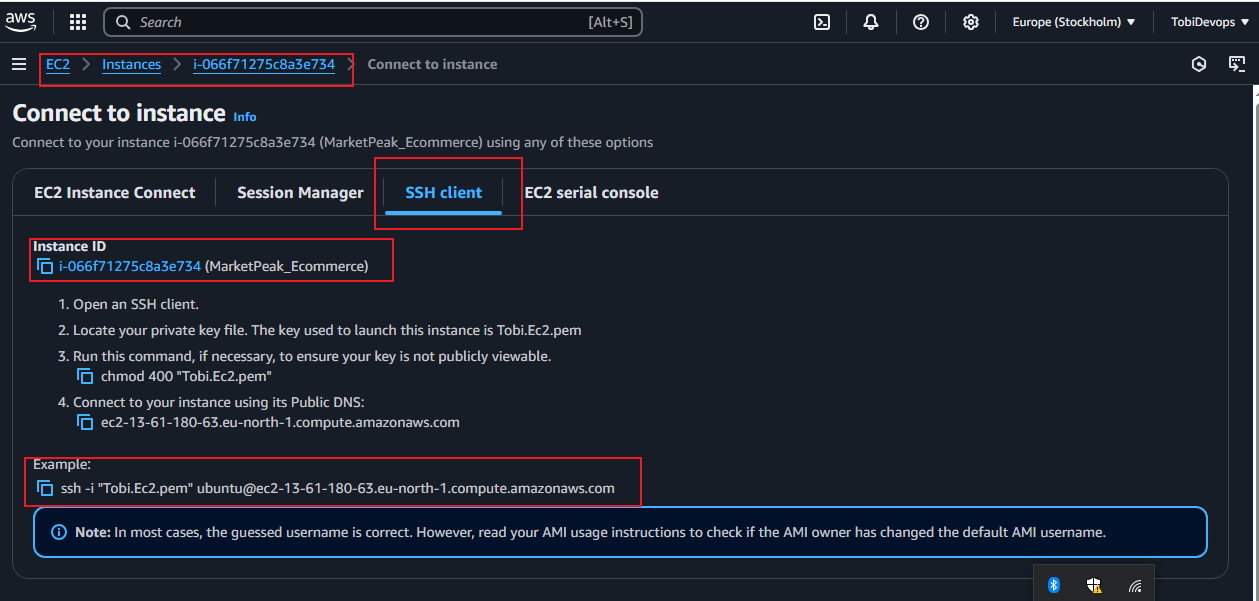 aws Search [Alt+S] Europe (Stockholm) TobiDevops
EC2 Instances i-066f71275c8a3e734 Connect to instance
Connect to instance Info
Connect to your instance i-066f71275c8a3e734 (MarketPeak_Ecommerce) using any of these options
EC2 Instance Connect Session Manager SSH client EC2 serial console
Instance ID
i-066f71275c8a3e734 (MarketPeak_Ecommerce)
1. Open an SSH client.
2. Locate your private key file. The key used to launch this instance is Tobi.Ec2.pem
3. Run this command, if necessary, to ensure your key is not publicly viewable.
chmod 400 "Tobi.Ec2.pem"
4. Connect to your instance using its Public DNS:
ec2-13-61-180-63.eu-north-1.compute.amazonaws.com
Example:
ssh -i "Tobi.Ec2.pem" ubuntu@ec2-13-61-180-63.eu-north-1.compute.amazonaws.com
Note: In most cases, the guessed username is correct. However, read your AMI usage instructions to check if the AMI owner has changed the default AMI username.